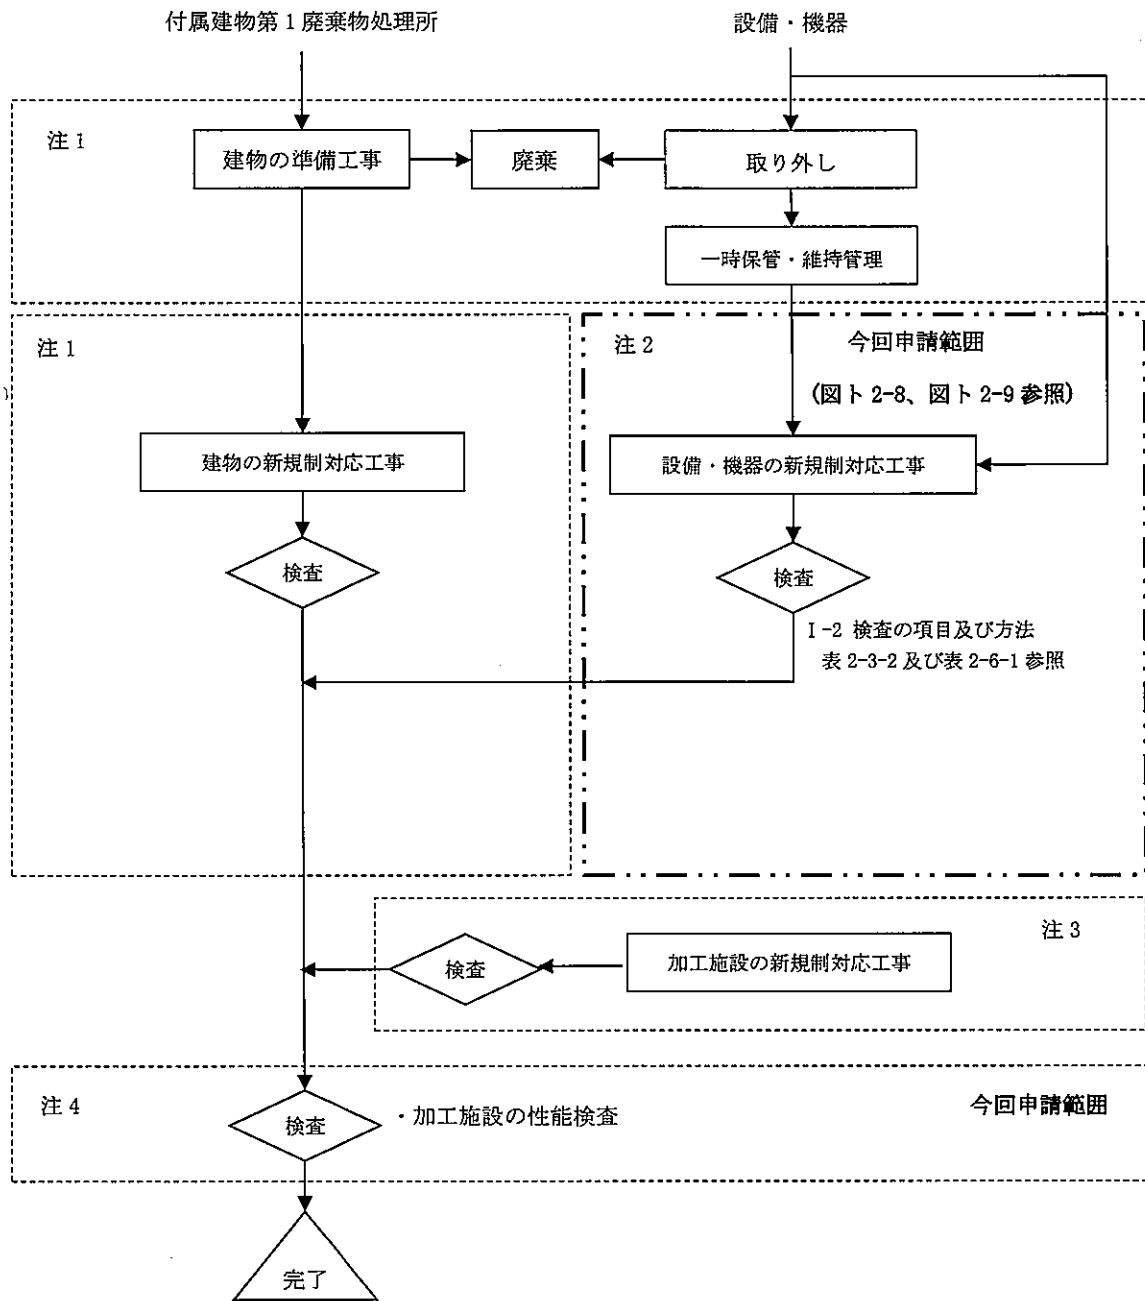 付属建物第1廃棄物処理所
設備・機器
注1
建物の準備工事
廃棄
取り外し
一時保管・維持管理
注1
建物の新規制対応工事
検査
注2
今回申請範囲
(図ト2-8、図ト2-9参照)
設備・機器の新規制対応工事
検査
I-2 検査の項目及び方法
表2-3-2及び表2-6-1参照
注3
検査
加工施設の新規制対応工事
注4
検査
・加工施設の性能検査
今回申請範囲
完了